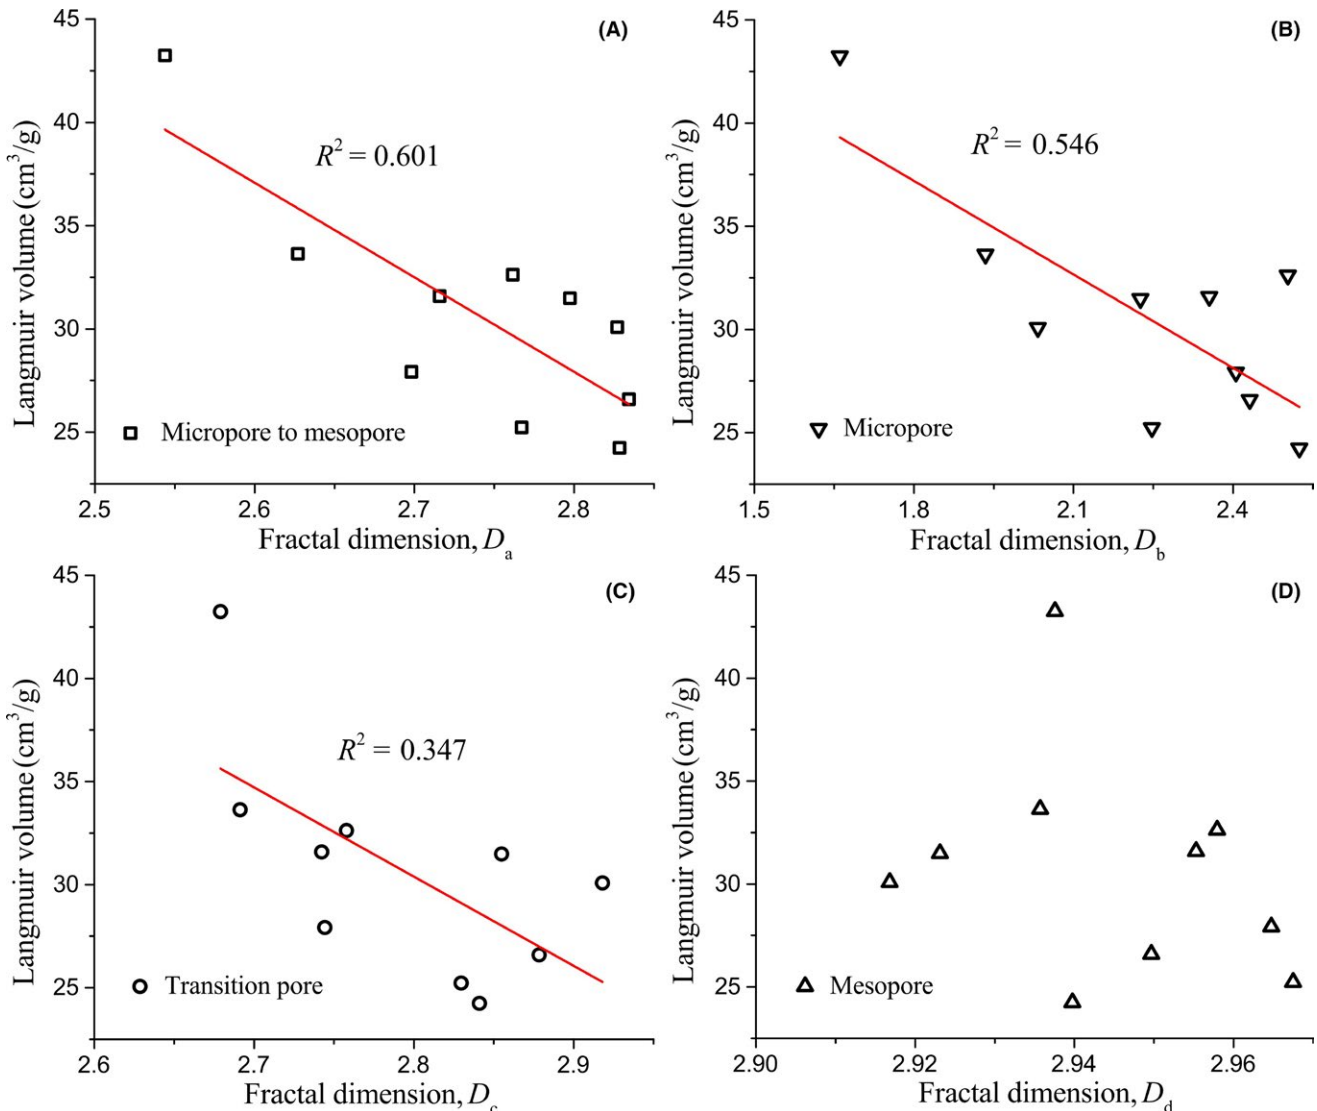 (A)
45
40
35
30
25
Langmuir volume (cm³/g)
R² = 0.601
Micropore to mesopore
2.5 2.6 2.7 2.8
Fractal dimension, Dₐ
(B)
45
40
35
30
25
Langmuir volume (cm³/g)
R² = 0.546
Micropore
1.5 1.8 2.1 2.4
Fractal dimension, D_b
(C)
45
40
35
30
25
Langmuir volume (cm³/g)
R² = 0.347
Transition pore
2.6 2.7 2.8 2.9
Fractal dimension, D_c
(D)
45
40
35
30
25
Langmuir volume (cm³/g)
Mesopore
2.90 2.92 2.94 2.96
Fractal dimension, D_d